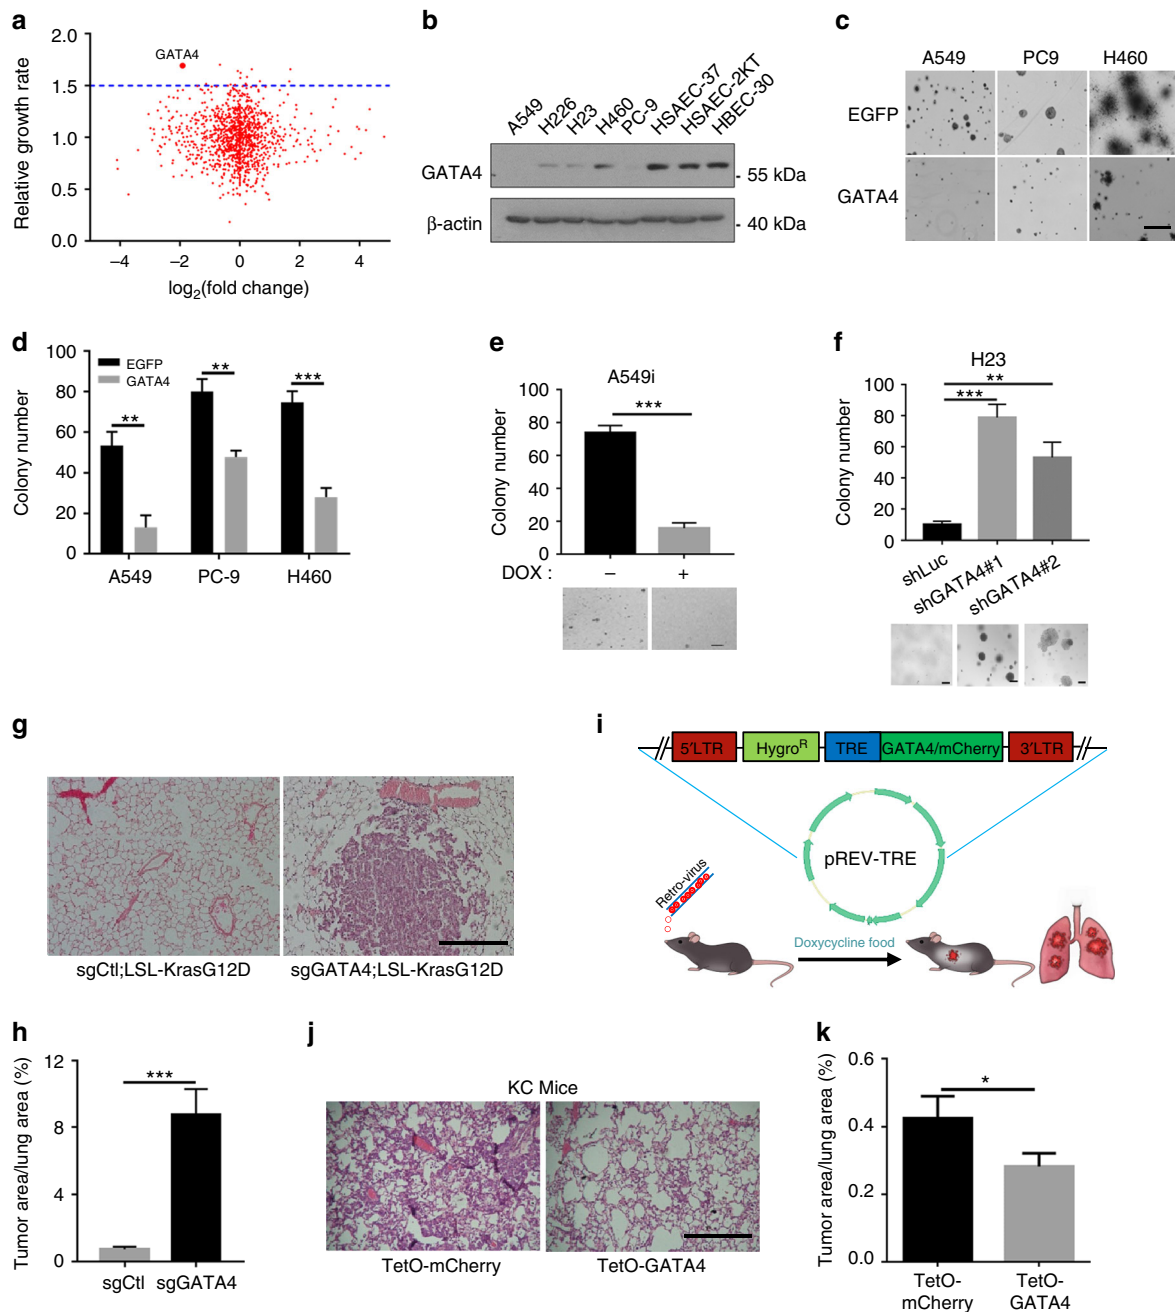 a
2.0
1.5
1.0
0.5
0.0
GATA4
Relative growth rate
−4
−2
0
2
4
log2(fold change)
b
A549
H226
H23
H460
PC-9
HSAEC-37
HSAEC-2KT
HBEC-30
GATA4
- 55 kDa
β-actin
- 40 kDa
c
A549 PC9 H460
EGFP
GATA4
d
EGFP
GATA4
100
80
60
40
20
0
Colony number
**
**
***
A549 PC-9 H460
e
A549i
100
80
60
40
20
0
Colony number
***
DOX : − +
f
H23
100
80
60
40
20
0
Colony number
**
***
shLuc
shGATA4#1
shGATA4#2
g
sgCtl;LSL-KrasG12D sgGATA4;LSL-KrasG12D
i
5′LTR HygroR TRE GATA4/mCherry 3′LTR
pREV-TRE
Retro-virus
Doxycycline food
h
12
8
4
0
Tumor area/lung area (%)
***
sgCtl sgGATA4
j
KC Mice
TetO-mCherry TetO-GATA4
k
0.6
0.4
0.2
0.0
Tumor area/lung area (%)
*
TetO-
mCherry
TetO-
GATA4